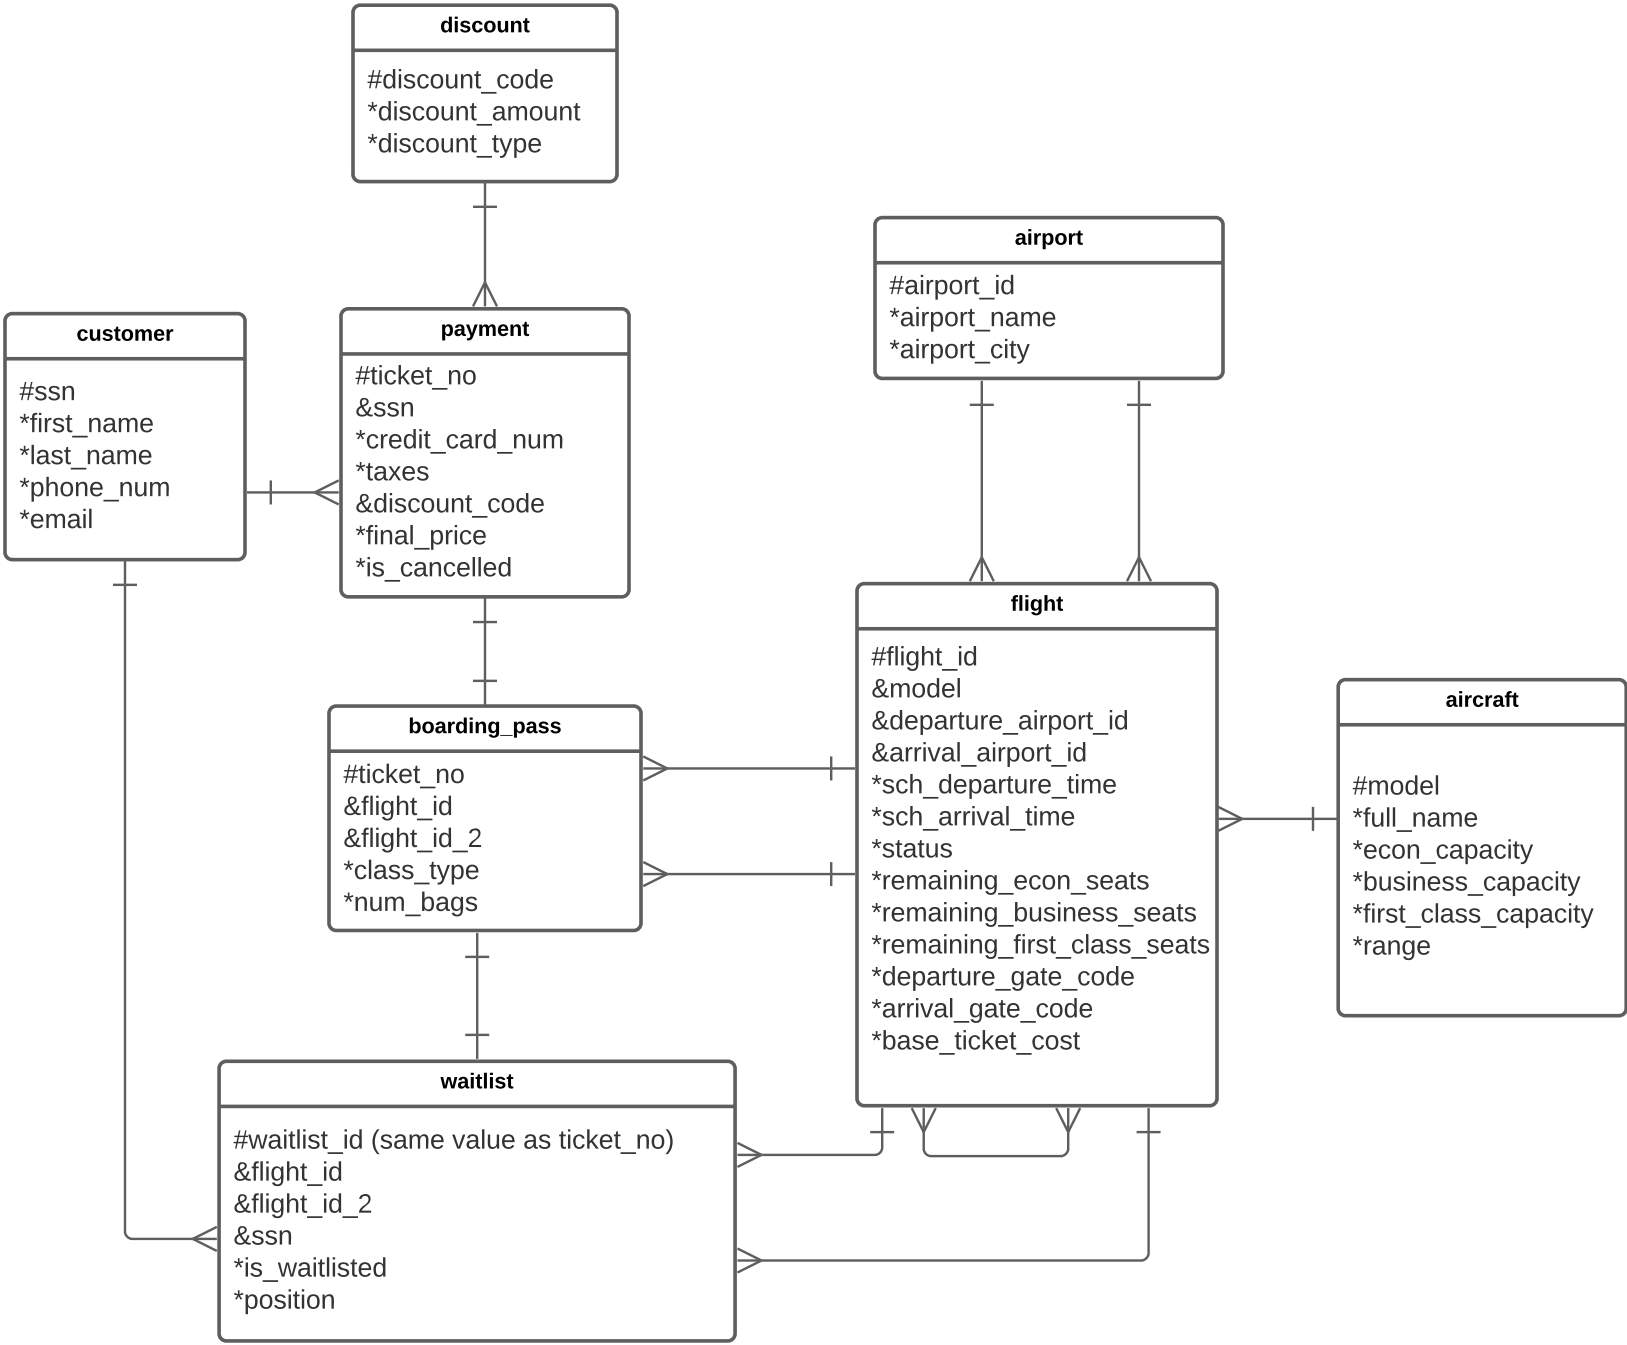 discount
#discount_code
*discount_amount
*discount_type
airport
#airport_id
*airport_name
*airport_city
customer
#ssn
*first_name
*last_name
*phone_num
*email
payment
#ticket_no
&ssn
*credit_card_num
*taxes
&discount_code
*final_price
*is_cancelled
flight
#flight_id
&model
&departure_airport_id
&arrival_airport_id
*sch_departure_time
*sch_arrival_time
*status
*remaining_econ_seats
*remaining_business_seats
*remaining_first_class_seats
*departure_gate_code
*arrival_gate_code
*base_ticket_cost
aircraft
#model
*full_name
*econ_capacity
*business_capacity
*first_class_capacity
*range
boarding_pass
#ticket_no
&flight_id
&flight_id_2
*class_type
*num_bags
waitlist
#waitlist_id (same value as ticket_no)
&flight_id
&flight_id_2
&ssn
*is_waitlisted
*position